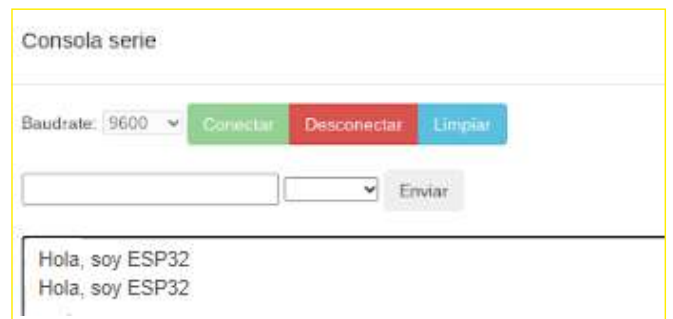 Consola serie
Baudrate: 9600 Conectar Desconectar Limpiar
Enviar
Hola, soy ESP32
Hola, soy ESP32